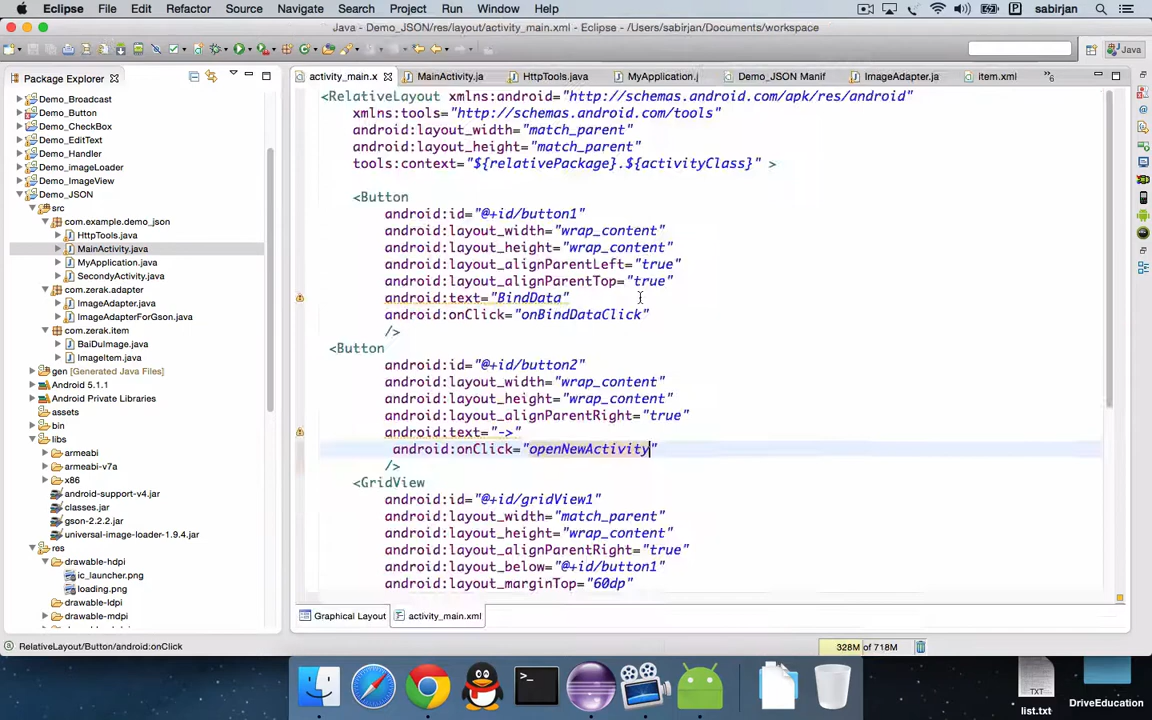 Eclipse File Edit Refactor Source Navigate Search Project Run Window Help sabirjan
Java - Demo_JSON/res/layout/activity_main.xml - Eclipse - /Users/sabirjan/Documents/workspace
Java
Package Explorer
activity_main.x MainActivity.ja HttpTools.java MyApplication.j Demo_JSON Manif ImageAdapter.ja item.xml »6
Demo_Broadcast
Demo_Button
Demo_CheckBox
Demo_EditText
Demo_Handler
Demo_imageLoader
Demo_ImageView
Demo_JSON
src
com.example.demo_json
HttpTools.java
MainActivity.java
MyApplication.java
SecondyActivity.java
com.zerak.adapter
ImageAdapter.java
ImageAdapterForGson.java
com.zerak.item
BaiDuImage.java
ImageItem.java
gen [Generated Java Files]
Android 5.1.1
Android Private Libraries
assets
bin
libs
armeabi
armeabi-v7a
x86
android-support-v4.jar
classes.jar
gson-2.2.2.jar
universal-image-loader-1.9.4.jar
res
drawable-hdpi
ic_launcher.png
loading.png
drawable-ldpi
drawable-mdpi
<RelativeLayout xmlns:android="http://schemas.android.com/apk/res/android"
xmlns:tools="http://schemas.android.com/tools"
android:layout_width="match_parent"
android:layout_height="match_parent"
tools:context="${relativePackage}.${activityClass}" >
<Button
android:id="@+id/button1"
android:layout_width="wrap_content"
android:layout_height="wrap_content"
android:layout_alignParentLeft="true"
android:layout_alignParentTop="true"
android:text="BindData"
android:onClick="onBindDataClick"
/>
<Button
android:id="@+id/button2"
android:layout_width="wrap_content"
android:layout_height="wrap_content"
android:layout_alignParentRight="true"
android:text="->"
android:onClick="openNewActivity"
/>
<GridView
android:id="@+id/gridView1"
android:layout_width="match_parent"
android:layout_height="wrap_content"
android:layout_alignParentRight="true"
android:layout_below="@+id/button1"
android:layout_marginTop="60dp"
Graphical Layout activity_main.xml
RelativeLayout/Button/android:onClick 328M of 718M
TXT
list.txt
DriveEducation